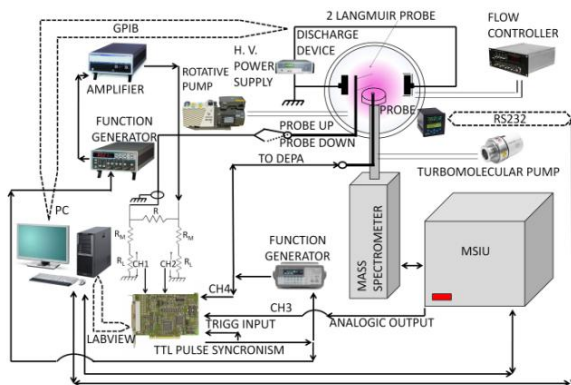 GPIB
2 LANGMUIR PROBE
DISCHARGE
DEVICE
FLOW
CONTROLLER
H. V.
POWER
SUPPLY
AMPLIFIER
ROTATIVE
PUMP
PROBE
FUNCTION
GENERATOR
PROBE UP
PROBE DOWN
RS232
TO DEPA
TURBOMOLECULAR PUMP
PC
R
RM
RM
RL
RL
CH1
CH2
CH4
FUNCTION
GENERATOR
MASS
SPECTROMETER
MSIU
CH3
TRIGG INPUT
ANALOGIC OUTPUT
LABVIEW
TTL PULSE SYNCRONISM